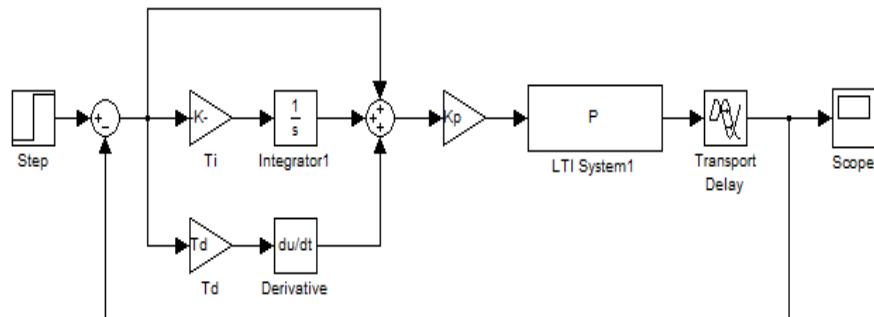 Step
+
−
K-
Ti
1
s
Integrator1
Td
Td
du/dt
Derivative
+
+
+
Kp
P
LTI System1
Transport
Delay
Scope